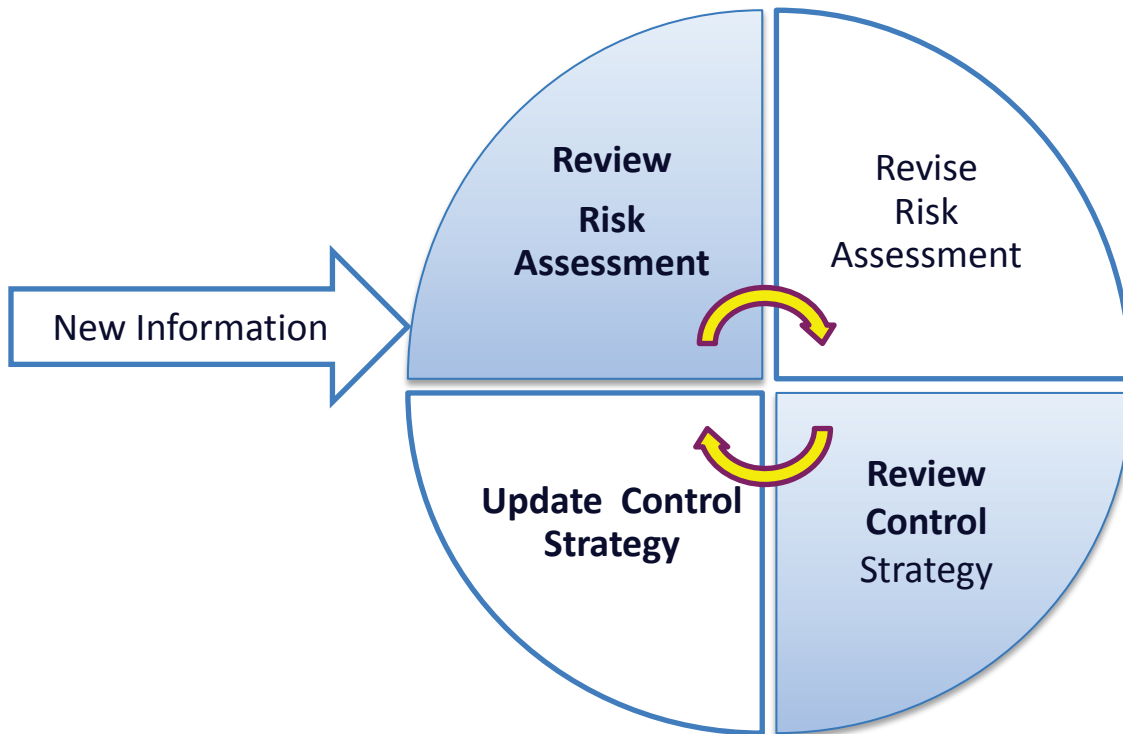 Review
Risk
Assessment
Revise
Risk
Assessment
New Information
Update Control
Strategy
Review
Control
Strategy